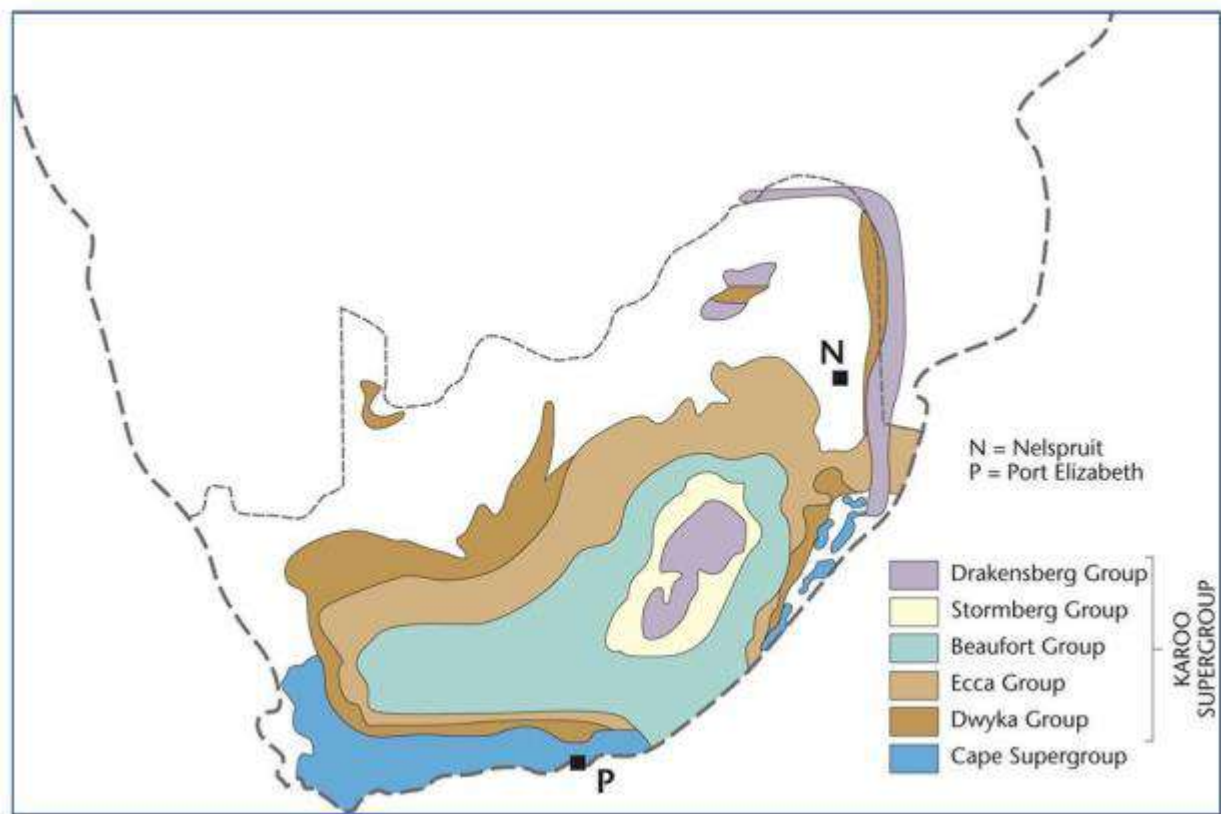 N
N = Nelspruit
P = Port Elizabeth
Drakensberg Group
Stormberg Group
Beaufort Group
Ecca Group
Dwyka Group
Cape Supergroup
KAROO
SUPERGROUP
P